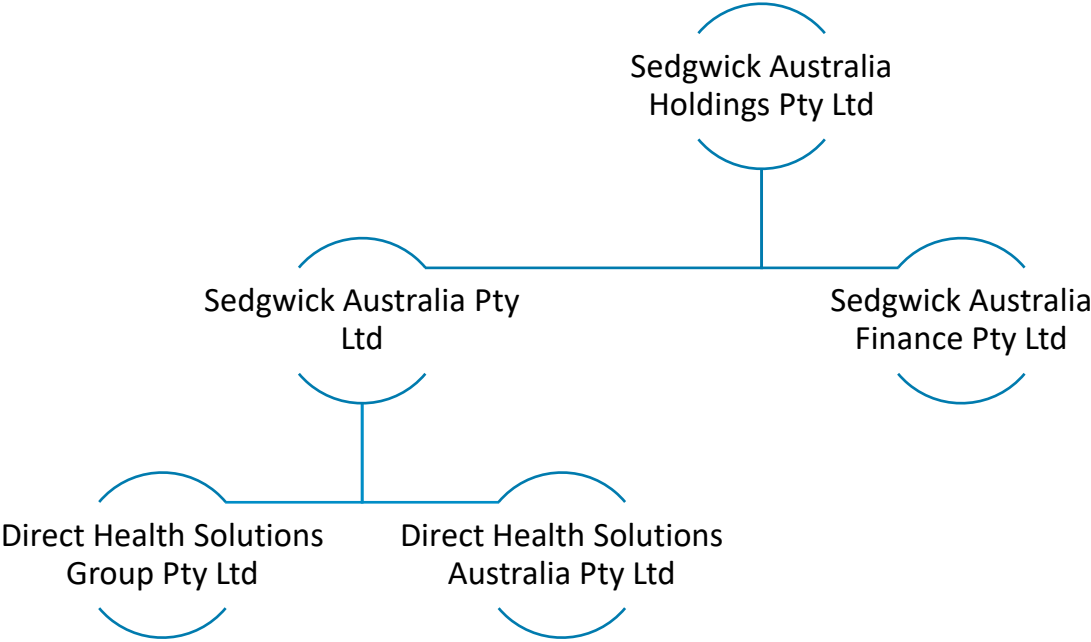 Sedgwick Australia
Holdings Pty Ltd
Sedgwick Australia Pty
Ltd
Sedgwick Australia
Finance Pty Ltd
Direct Health Solutions
Group Pty Ltd
Direct Health Solutions
Australia Pty Ltd